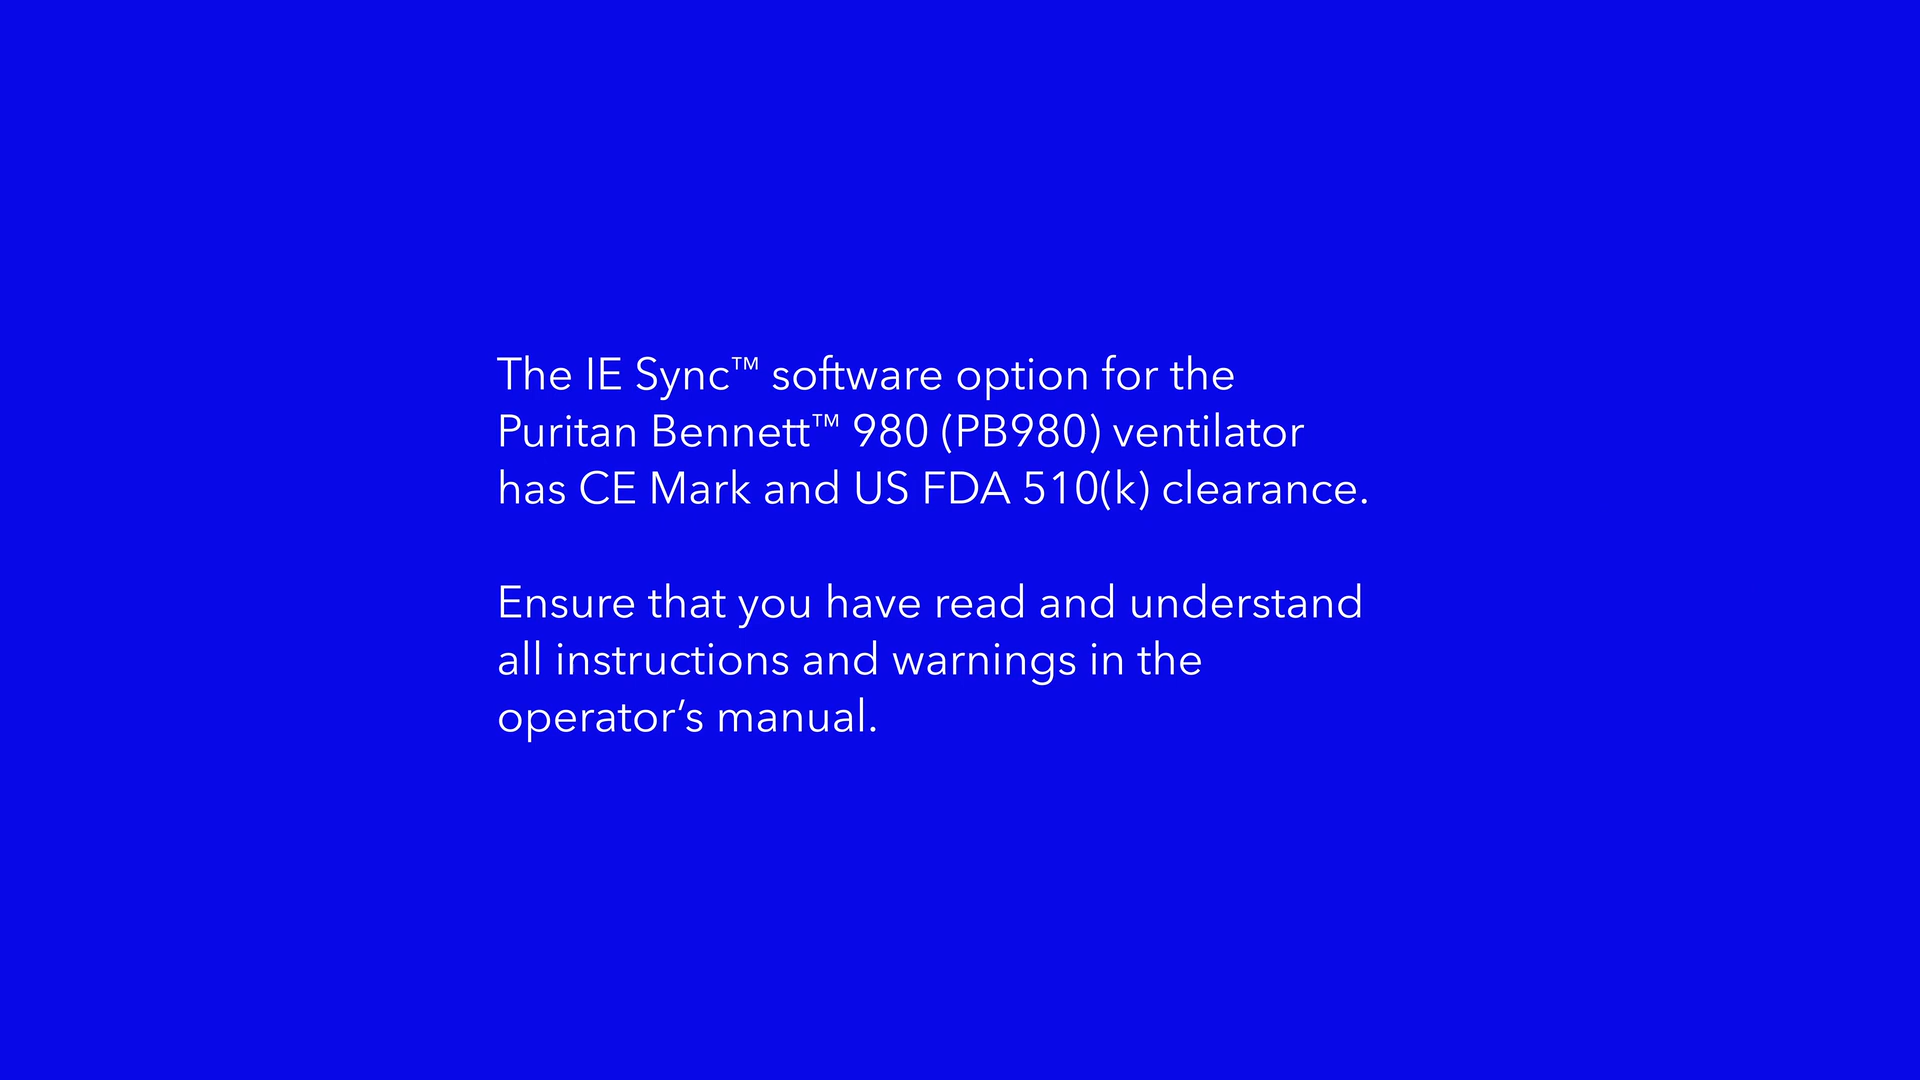 The IE Sync™ software option for the
Puritan Bennett™ 980 (PB980) ventilator
has CE Mark and US FDA 510(k) clearance.
Ensure that you have read and understand
all instructions and warnings in the
operator’s manual.